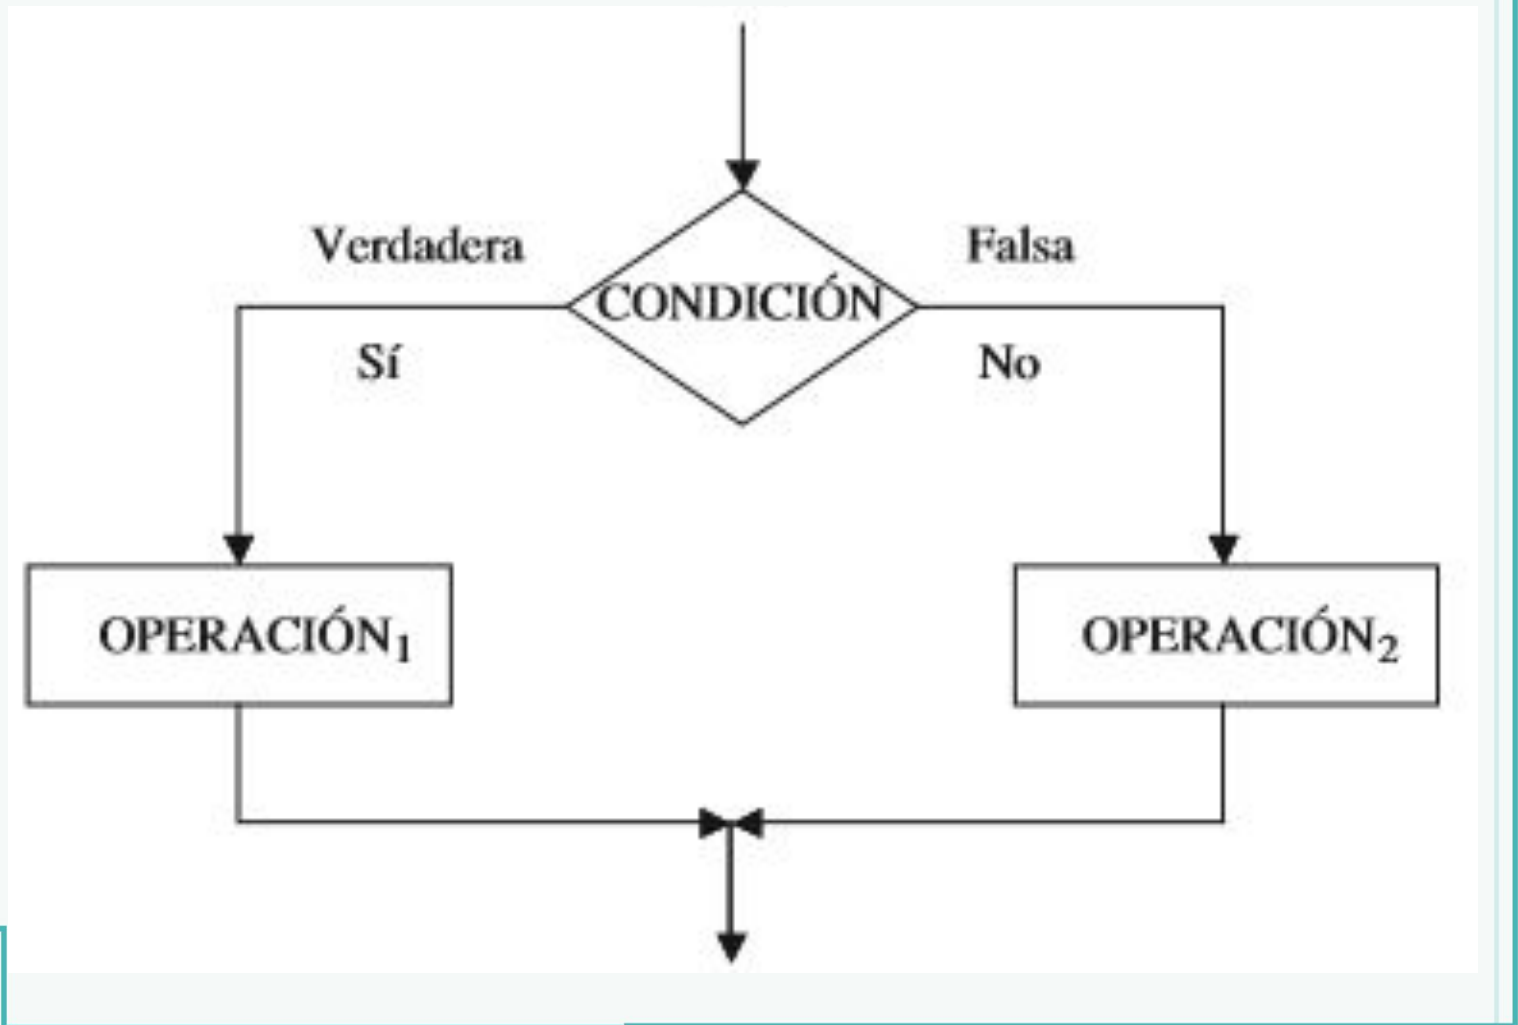 Verdadera
Falsa
CONDICIÓN
Sí
No
OPERACIÓN₁
OPERACIÓN₂